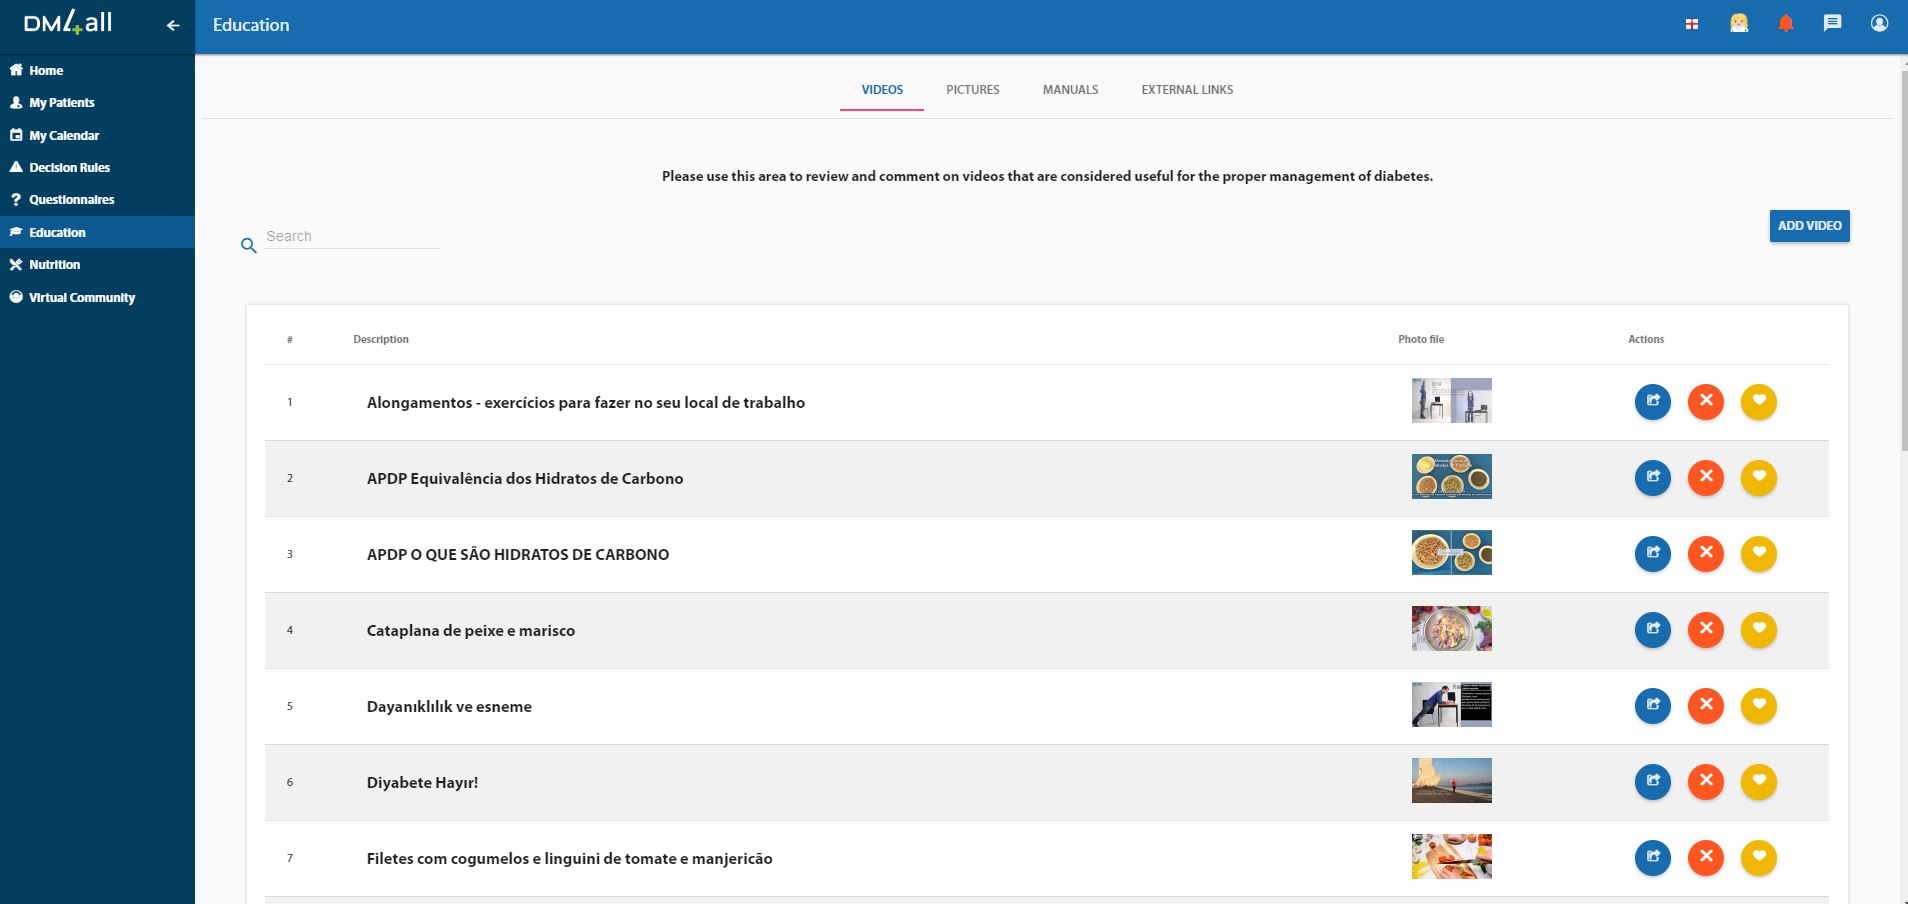 DM4all
Education
Home
My Patients
My Calendar
Decision Rules
Questionnaires
Education
Nutrition
Virtual Community
VIDEOS PICTURES MANUALS EXTERNAL LINKS
Please use this area to review and comment on videos that are considered useful for the proper management of diabetes.
Search
ADD VIDEO
# Description Photo file Actions
1 Alongamentos - exercícios para fazer no seu local de trabalho
2 APDP Equivalência dos Hidratos de Carbono
3 APDP O QUE SÃO HIDRATOS DE CARBONO
4 Cataplana de peixe e marisco
5 Dayanıklılık ve esneme
6 Diyabete Hayır!
7 Filetes com cogumelos e linguini de tomate e manjericão